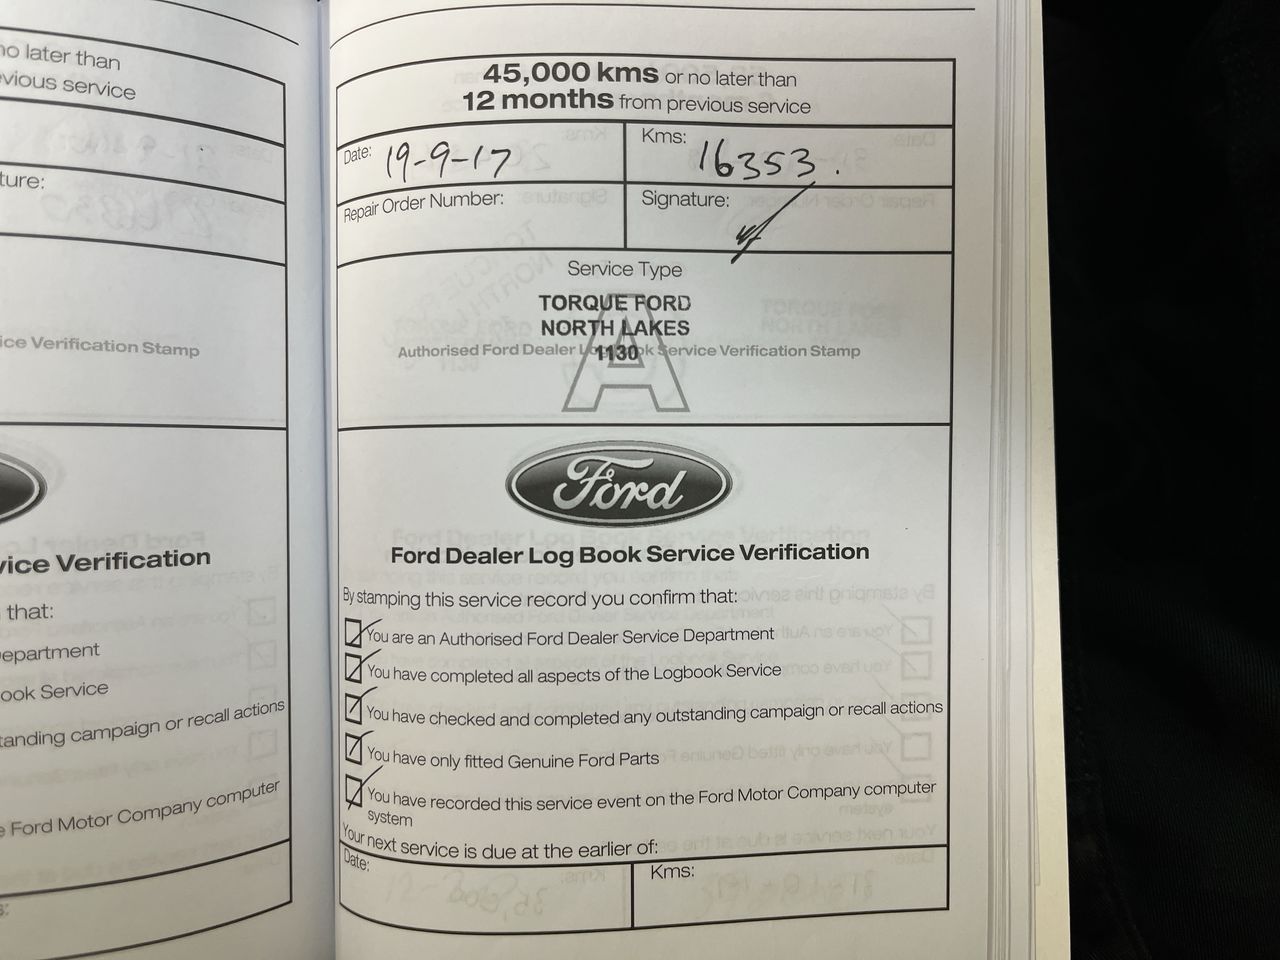 no later than
vious service
ture:
ice Verification Stamp
vice Verification
that:
epartment
ook Service
tanding campaign or recall actions
e Ford Motor Company computer
s:
45,000 kms or no later than
12 months from previous service
Date: 19-9-17
Kms: 16353.
Repair Order Number:
Signature:
Service Type
TORQUE FORD
NORTH LAKES
1130
A
Authorised Ford Dealer Logbook Service Verification Stamp
Ford
Ford Dealer Log Book Service Verification
By stamping this service record you confirm that:
You are an Authorised Ford Dealer Service Department
You have completed all aspects of the Logbook Service
You have checked and completed any outstanding campaign or recall actions
You have only fitted Genuine Ford Parts
You have recorded this service event on the Ford Motor Company computer
system
Your next service is due at the earlier of:
Date:
Kms: